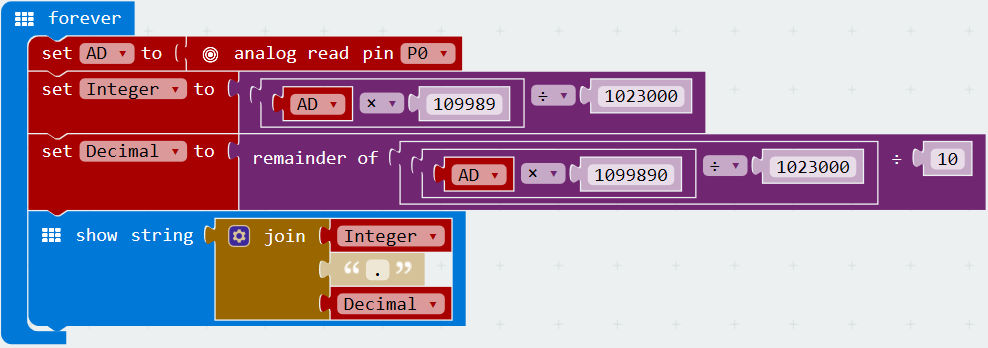 forever
set AD to analog read pin P0
set Integer to AD × 109989 ÷ 1023000
set Decimal to remainder of AD × 1099890 ÷ 1023000 ÷ 10
show string join Integer
“ . ”
Decimal